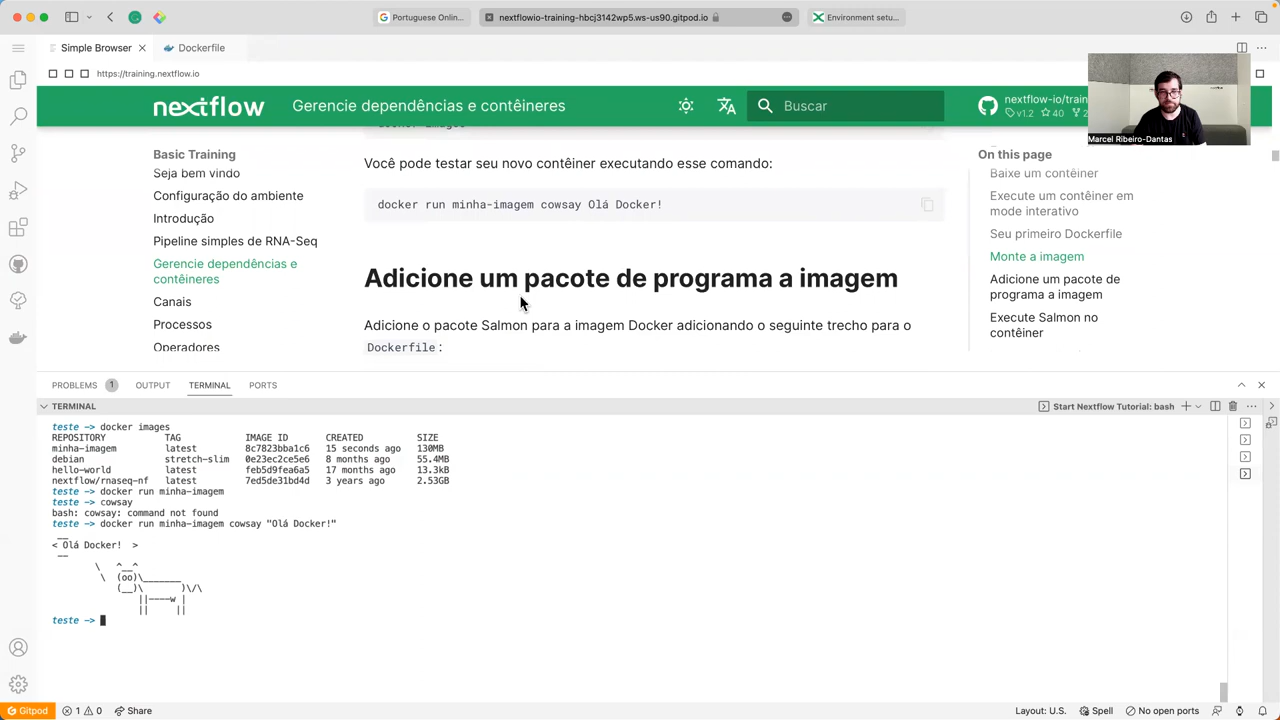 Portuguese Onlin...
nextflowio-training-hbcj3142wp5.ws-us90.gitpod.io
Environment setu...
Simple Browser
Dockerfile
https://training.nextflow.io
nextflow
Gerencie dependências e contêineres
Buscar
nextflow-io/train
v1.2 40 2
Marcel Ribeiro-Dantas
Basic Training
Seja bem vindo
Configuração do ambiente
Introdução
Pipeline simples de RNA-Seq
Gerencie dependências e
contêineres
Canais
Processos
Operadores
docker images
Você pode testar seu novo contêiner executando esse comando:
docker run minha-imagem cowsay Olá Docker!
Adicione um pacote de programa a imagem
Adicione o pacote Salmon para a imagem Docker adicionando o seguinte trecho para o
Dockerfile :
On this page
Baixe um contêiner
Execute um contêiner em
modo interativo
Seu primeiro Dockerfile
Monte a imagem
Adicione um pacote de
programa a imagem
Execute Salmon no
contêiner
PROBLEMS 1 OUTPUT TERMINAL PORTS
TERMINAL
Start Nextflow Tutorial: bash
teste -> docker images
REPOSITORY TAG IMAGE ID CREATED SIZE
minha-imagem latest 8c7823bba1c6 15 seconds ago 130MB
debian stretch-slim 0e23ec2ce5e6 8 months ago 55.4MB
hello-world latest feb5d9fea6a5 17 months ago 13.3kB
nextflow/rnaseq-nf latest 7ed5de31bd4d 3 years ago 2.53GB
teste -> docker run minha-imagem
teste -> cowsay
bash: cowsay: command not found
teste -> docker run minha-imagem cowsay "Olá Docker!"
 __
< Olá Docker!  >
 --
        \   ^__^
         \  (oo)\_______
            (__)\       )\/\
                ||----w |
                ||     ||
teste ->
Gitpod 1 0 Share
Layout: U.S. Spell No open ports